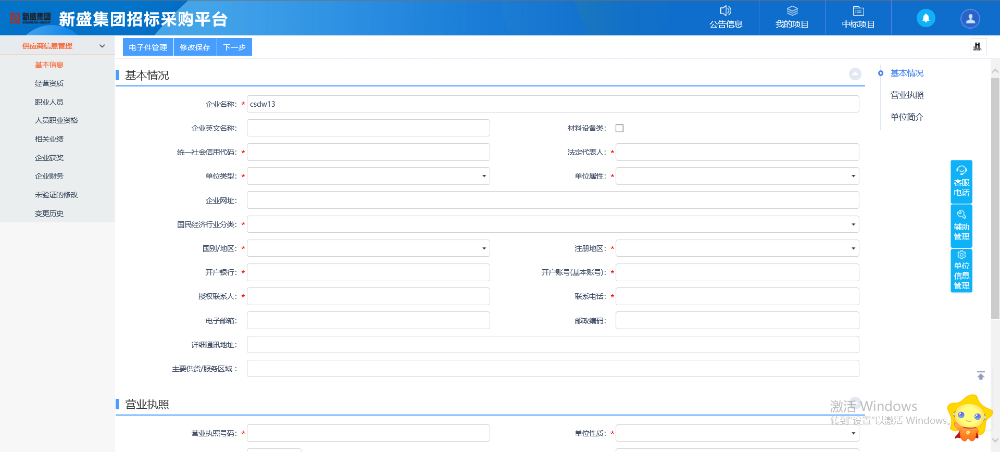 新盛集团
XINSHENG GROUP
新盛集团招标采购平台
公告信息
我的项目
中标项目
供应商信息管理
基本信息
经营资质
职业人员
人员职业资格
相关业绩
企业获奖
企业财务
未验证的修改
变更历史
电子件管理
修改保存
下一步
H
基本情况
企业名称：* csdw13
企业英文名称：
材料设备类：
统一社会信用代码：*
法定代表人：*
单位类型：*
单位属性：*
企业网址：
国民经济行业分类：*
国别/地区：*
注册地区：*
开户银行：*
开户账号(基本账号)：*
授权联系人：*
联系电话：*
电子邮箱：
邮政编码：
详细通讯地址：
主要供货/服务区域：
营业执照
营业执照号码：*
单位性质：*
基本情况
营业执照
单位简介
客服
电话
辅助
管理
单位
信息
管理
激活 Windows
转到“设置”以激活 Windows。